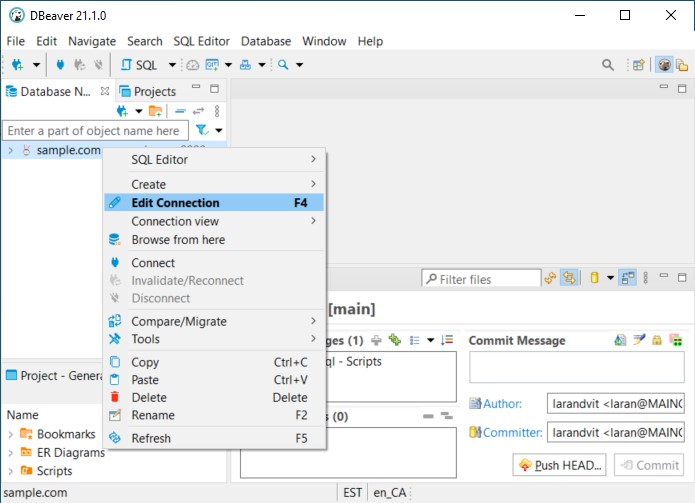 DBeaver 21.1.0
File Edit Navigate Search SQL Editor Database Window Help
SQL
Database N... Projects
Enter a part of object name here
sample.com
SQL Editor
Create
Edit Connection F4
Connection view
Browse from here
Connect
Invalidate/Reconnect
Disconnect
Compare/Migrate
Tools
Copy Ctrl+C
Paste Ctrl+V
Delete Delete
Rename F2
Refresh F5
Filter files
[main]
ges (1)
ql - Scripts
s (0)
Commit Message
Author: larandvit <laran@MAIN
Committer: larandvit <laran@MAIN
Push HEAD... Commit
Project - Genera
Name
Bookmarks
ER Diagrams
Scripts
sample.com EST en_CA